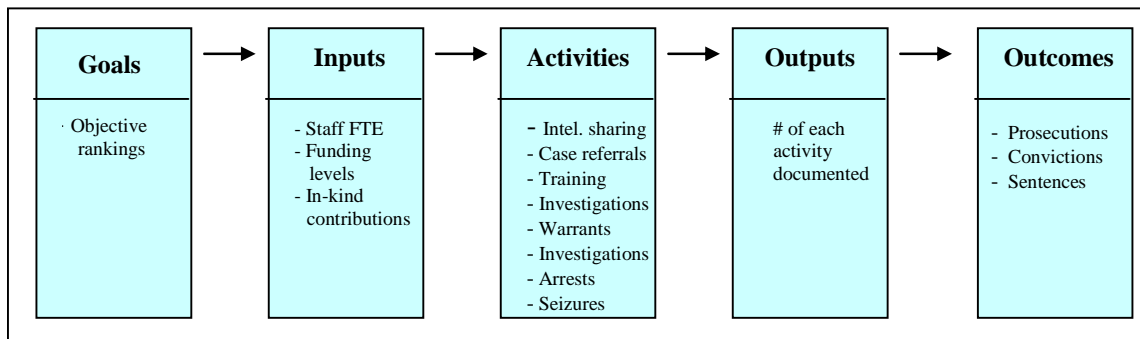 Goals
· Objective
rankings
Inputs
- Staff FTE
- Funding
levels
- In-kind
contributions
Activities
- Intel. sharing
- Case referrals
- Training
- Investigations
- Warrants
- Investigations
- Arrests
- Seizures
Outputs
# of each
activity
documented
Outcomes
- Prosecutions
- Convictions
- Sentences